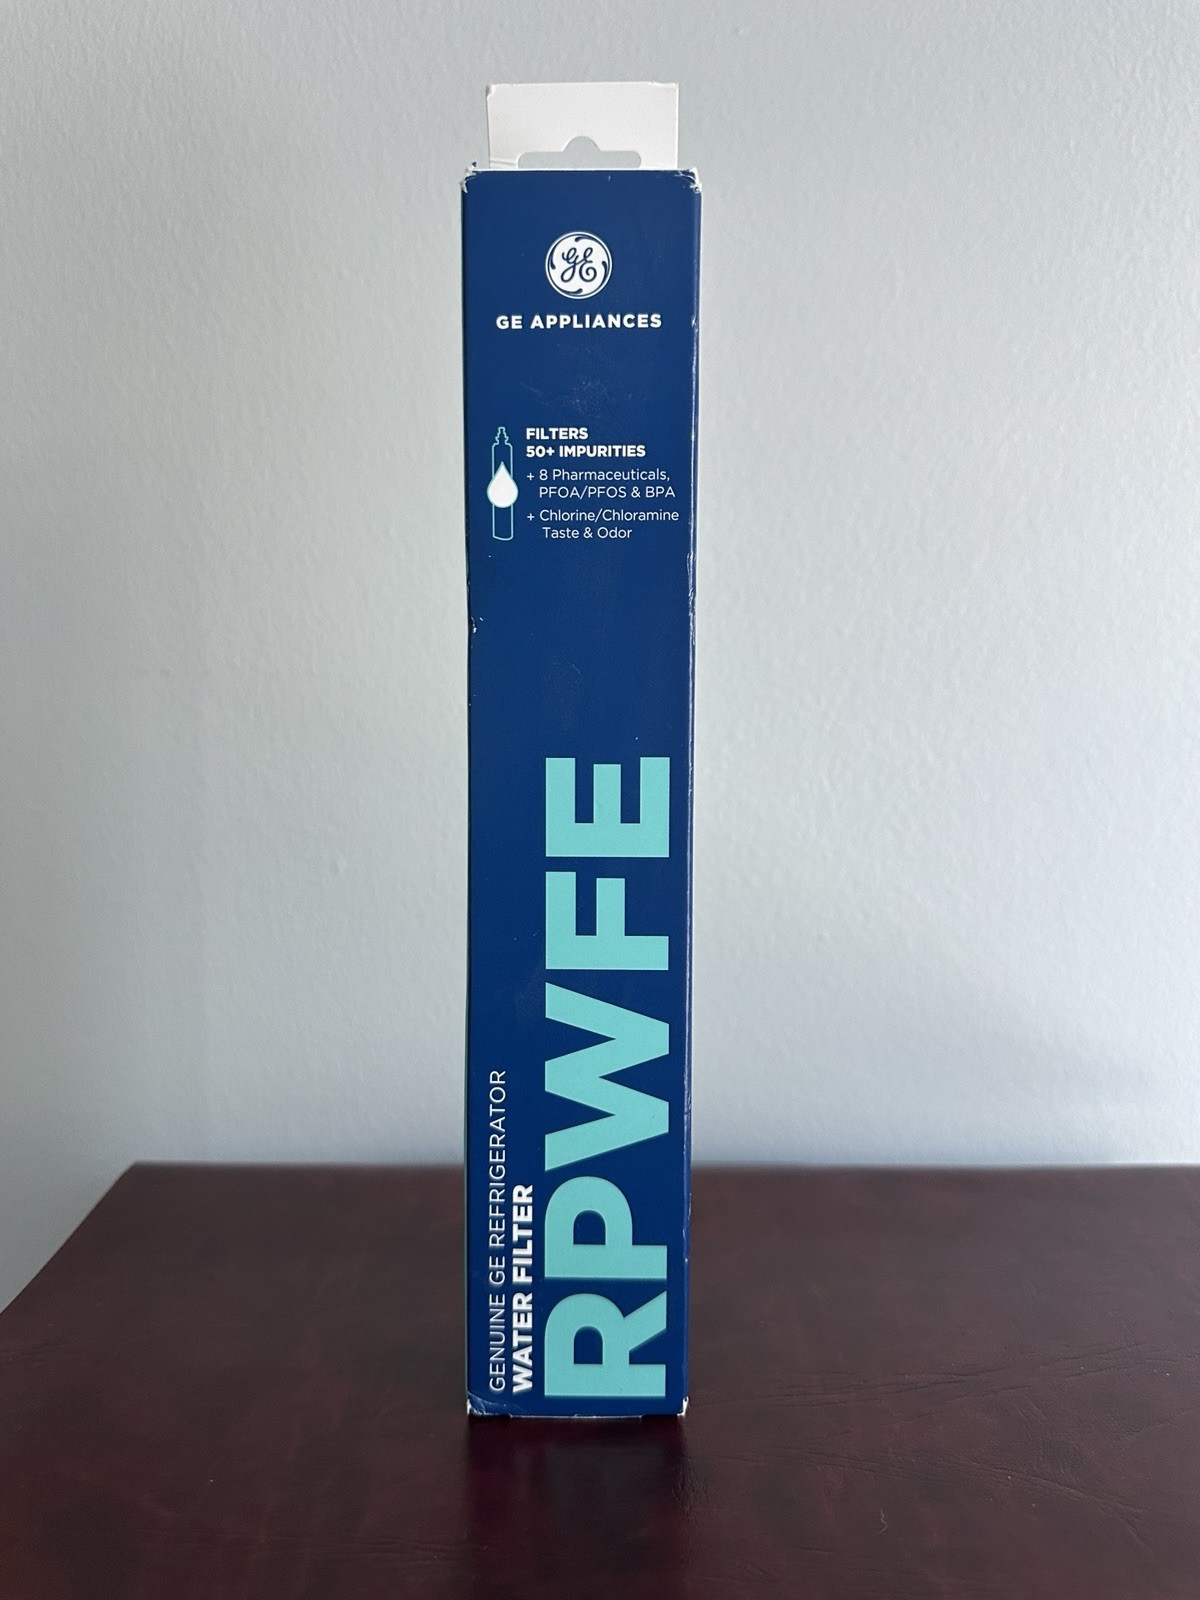 GE
GE APPLIANCES
FILTERS
50+ IMPURITIES
+ 8 Pharmaceuticals,
PFOA/PFOS & BPA
+ Chlorine/Chloramine
Taste & Odor
GENUINE GE REFRIGERATOR
WATER FILTER
RPWFE